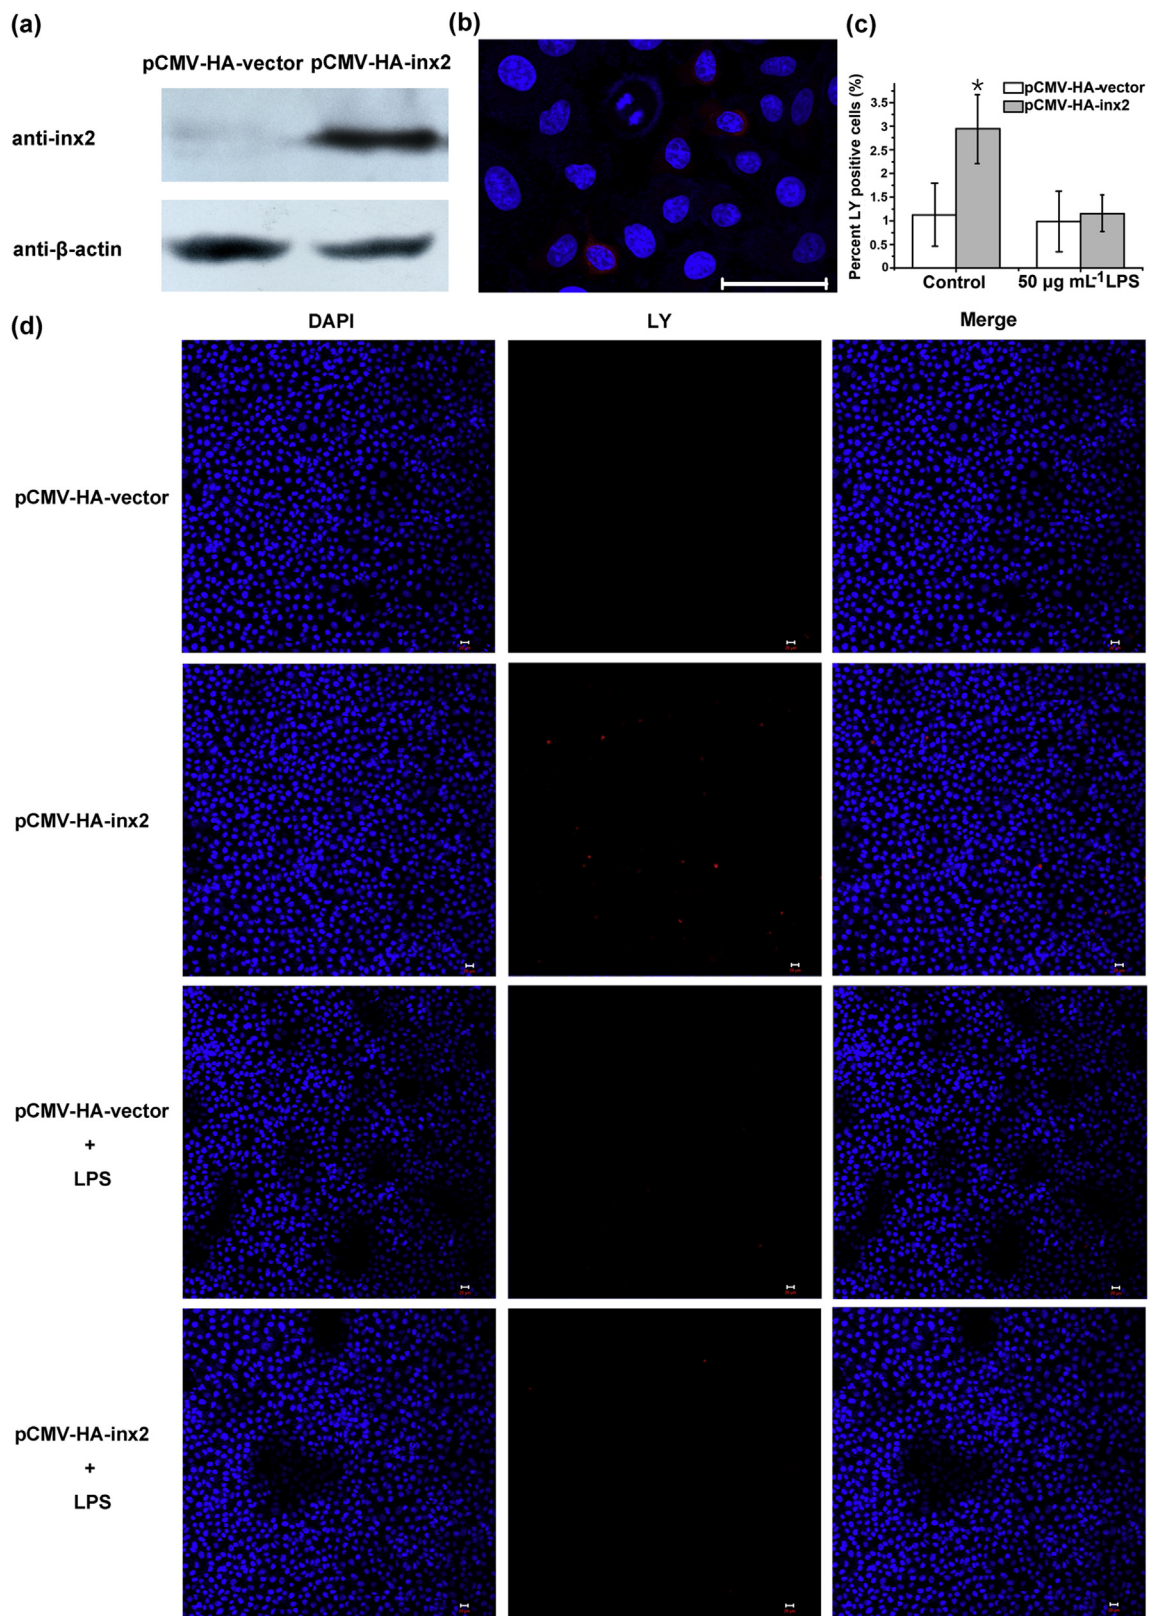 (a)
pCMV-HA-vector pCMV-HA-inx2
anti-inx2
anti-β-actin
(b)
(c)
Percent LY positive cells (%)
3.5
3
2.5
2
1.5
1
0.5
0
*
pCMV-HA-vector
pCMV-HA-inx2
Control
50 µg mL-1LPS
(d)
DAPI
LY
Merge
pCMV-HA-vector
pCMV-HA-inx2
pCMV-HA-vector
+
LPS
pCMV-HA-inx2
+
LPS